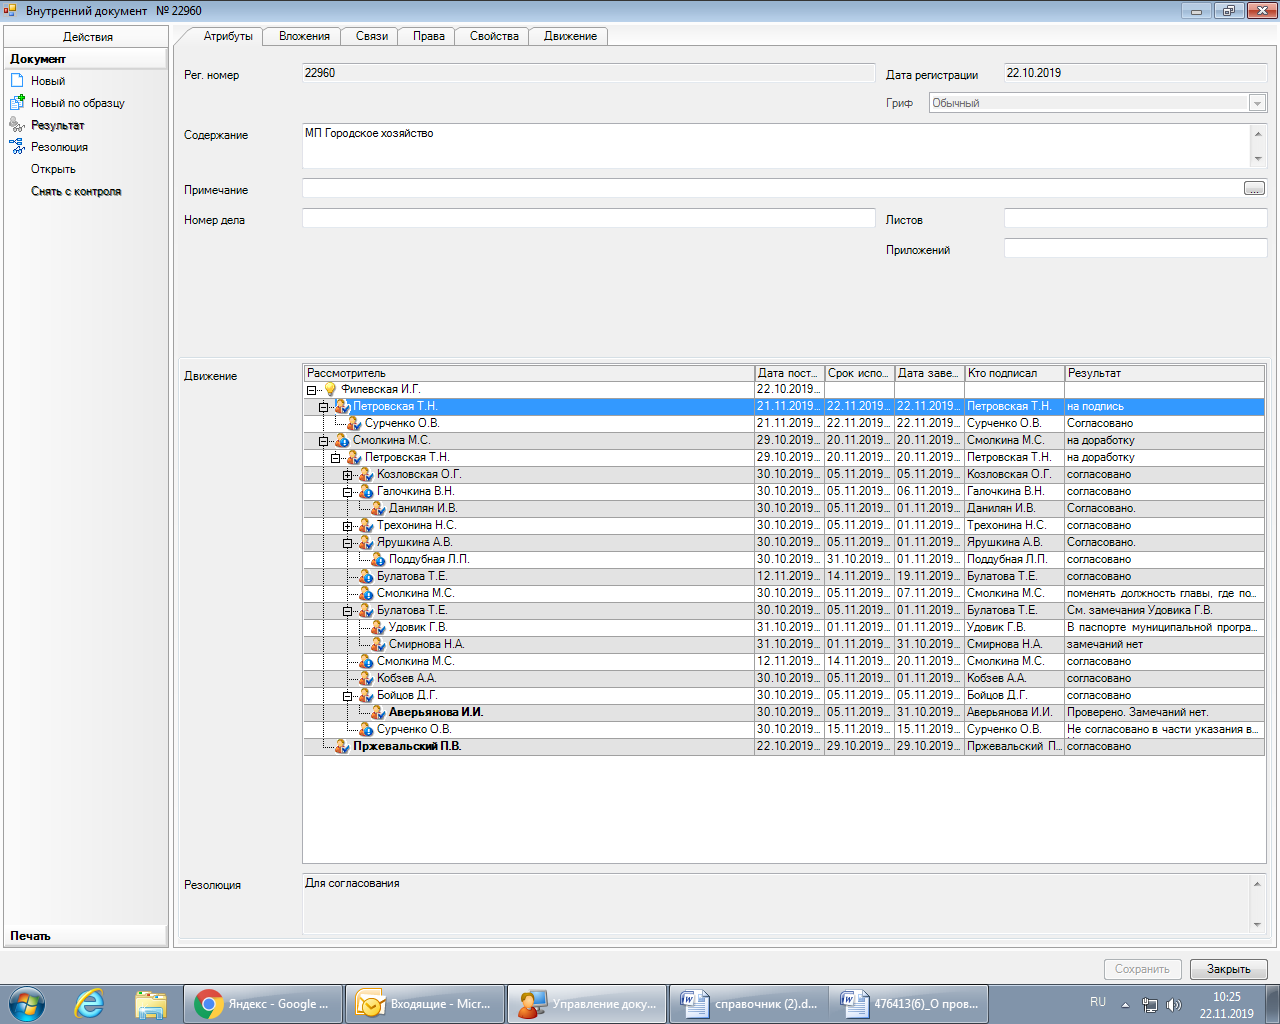 Внутренний документ № 22960
Действия
Документ
Новый
Новый по образцу
Результат
Резолюция
Открыть
Снять с контроля
Печать
Атрибуты Вложения Связи Права Свойства Движение
Рег. номер 22960 Дата регистрации 22.10.2019
Гриф Обычный
Содержание МП Городское хозяйство
Примечание ...
Номер дела Листов
Приложений
Движение
Рассмотритель Дата пост... Срок испо... Дата заве... Кто подписал Результат
Филевская И.Г. 22.10.2019...
Петровская Т.Н. 21.11.2019... 22.11.2019... 22.11.2019... Петровская Т.Н. на подпись
Сурченко О.В. 21.11.2019... 22.11.2019... 22.11.2019... Сурченко О.В. Согласовано
Смолкина М.С. 29.10.2019... 20.11.2019... 20.11.2019... Смолкина М.С. на доработку
Петровская Т.Н. 29.10.2019... 20.11.2019... 20.11.2019... Петровская Т.Н. на доработку
Козловская О.Г. 30.10.2019... 05.11.2019... 05.11.2019... Козловская О.Г. согласовано
Галочкина В.Н. 30.10.2019... 05.11.2019... 06.11.2019... Галочкина В.Н. согласовано
Данилян И.В. 30.10.2019... 05.11.2019... 05.11.2019... Данилян И.В. Согласовано.
Трехонина Н.С. 30.10.2019... 05.11.2019... 01.11.2019... Трехонина Н.С. согласовано
Ярушкина А.В. 30.10.2019... 05.11.2019... 01.11.2019... Ярушкина А.В. Согласовано.
Поддубная Л.П. 30.10.2019... 31.10.2019... 01.11.2019... Поддубная Л.П. согласовано
Булатова Т.Е. 12.11.2019... 14.11.2019... 19.11.2019... Булатова Т.Е. согласовано
Смолкина М.С. 30.10.2019... 05.11.2019... 07.11.2019... Смолкина М.С. поменять должность главы, где по...
Булатова Т.Е. 30.10.2019... 05.11.2019... 01.11.2019... Булатова Т.Е. См. замечания Удовика Г.В.
Удовик Г.В. 31.10.2019... 01.11.2019... 01.11.2019... Удовик Г.В. В паспорте муниципальной програ...
Смирнова Н.А. 31.10.2019... 01.11.2019... 31.10.2019... Смирнова Н.А. замечаний нет
Смолкина М.С. 12.11.2019... 14.11.2019... 20.11.2019... Смолкина М.С. согласовано
Кобзев А.А. 30.10.2019... 05.11.2019... 01.11.2019... Кобзев А.А. согласовано
Бойцов Д.Г. 30.10.2019... 05.11.2019... 05.11.2019... Бойцов Д.Г. согласовано
Аверьянова И.И. 30.10.2019... 05.11.2019... 31.10.2019... Аверьянова И.И. Проверено. Замечаний нет.
Сурченко О.В. 30.10.2019... 15.11.2019... 15.11.2019... Сурченко О.В. Не согласовано в части указания в...
Пржевальский П.В. 22.10.2019... 29.10.2019... 29.10.2019... Пржевальский П... согласовано
Резолюция Для согласования
Сохранить Закрыть
Яндекс - Google ... Входящие - Micr... Управление доку... справочник (2).d... 476413(6)_О пров... RU 10:25
22.11.2019